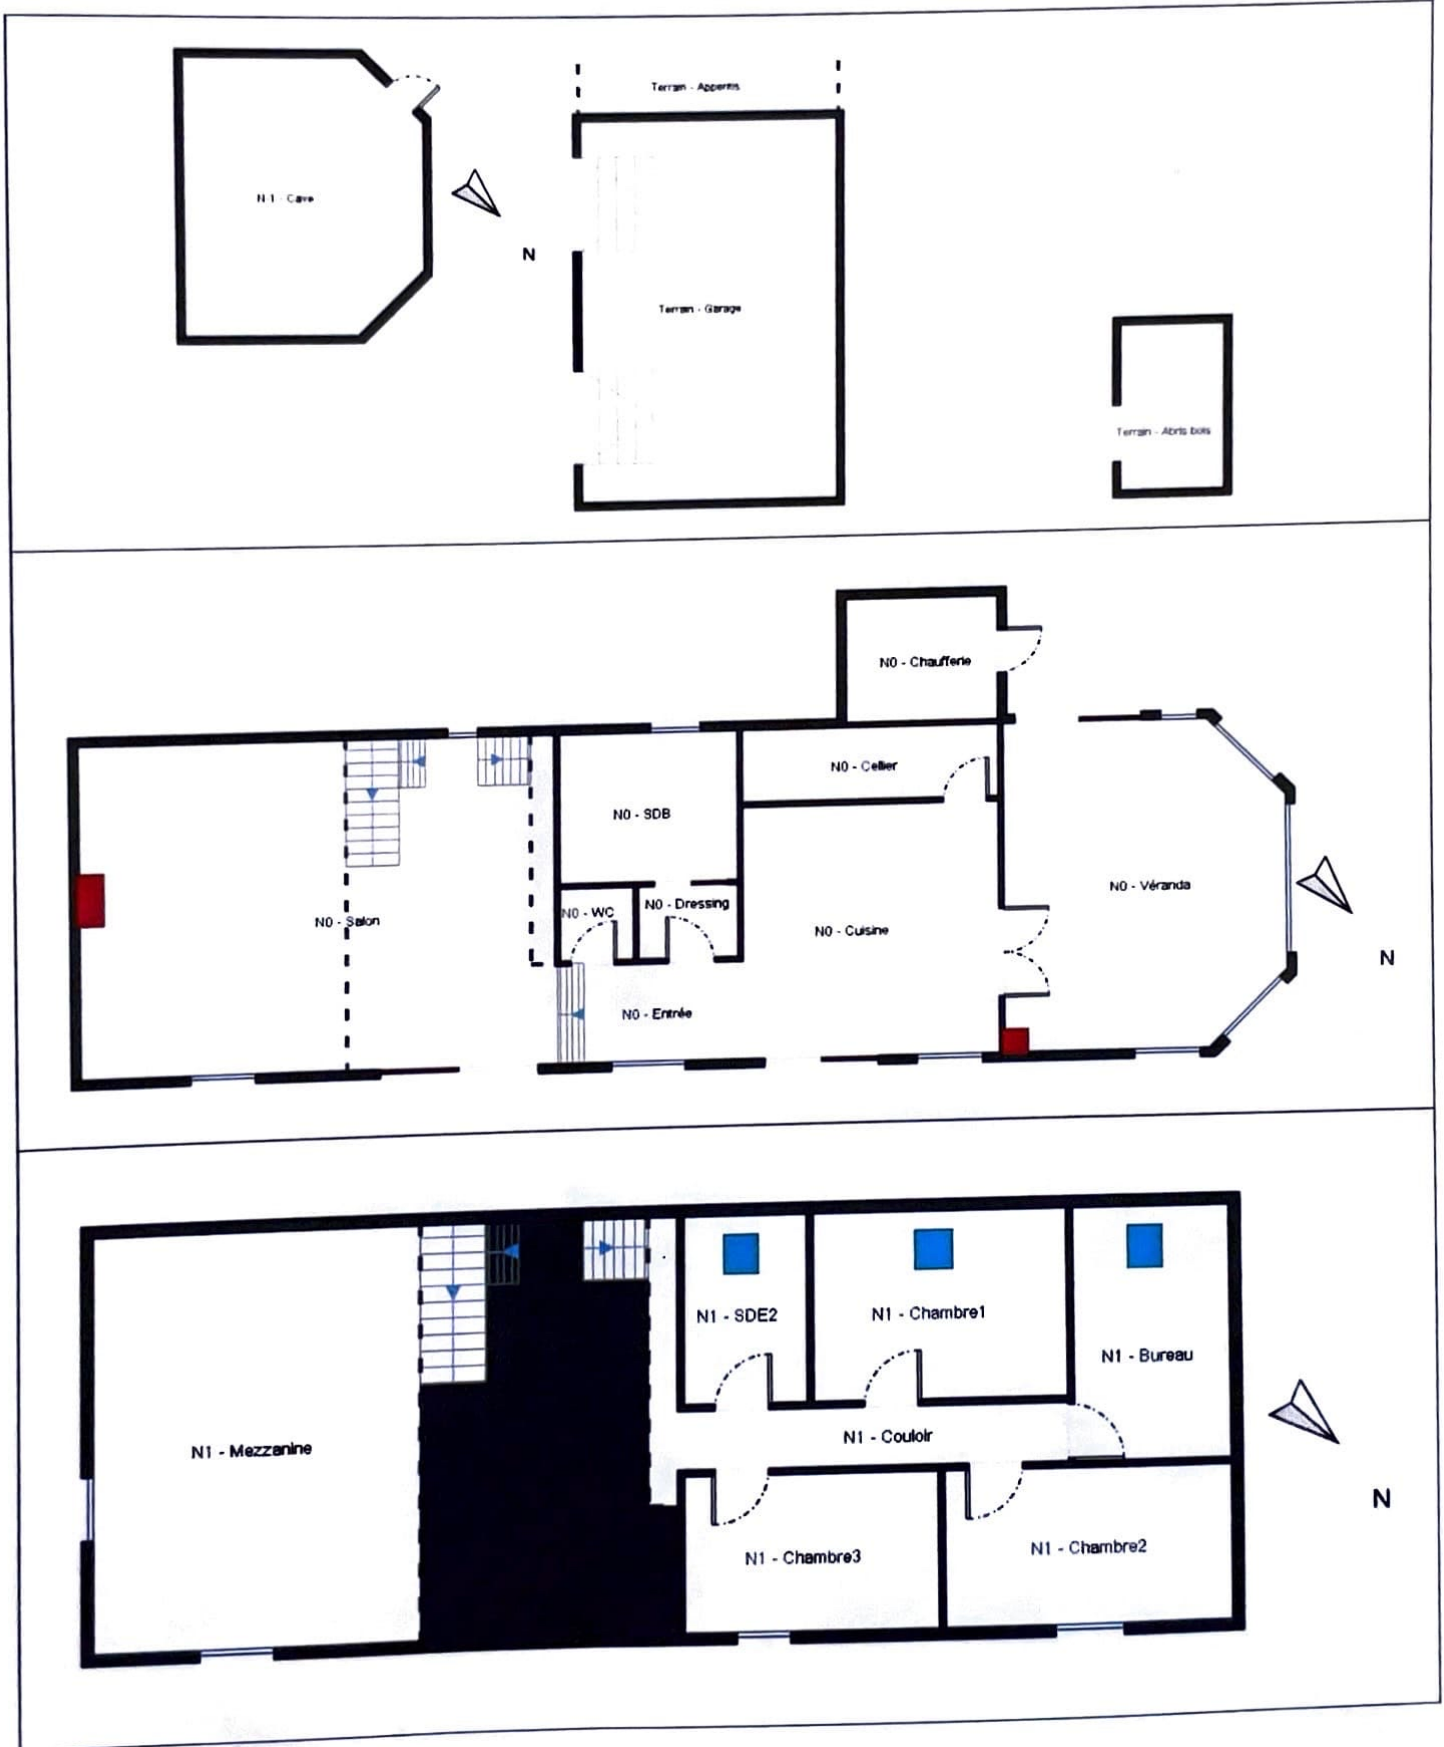 Terrain - Appentis
N-1 - Cave
N
Terrain - Garage
Terrain - Abris bois
N0 - Chaufferie
N0 - Cellier
N0 - SDB
N0 - Véranda
N0 - WC
N0 - Dressing
N0 - Salon
N0 - Cuisine
N
N0 - Entrée
N1 - SDE2
N1 - Chambre1
N1 - Bureau
N1 - Mezzanine
N1 - Couloir
N
N1 - Chambre3
N1 - Chambre2